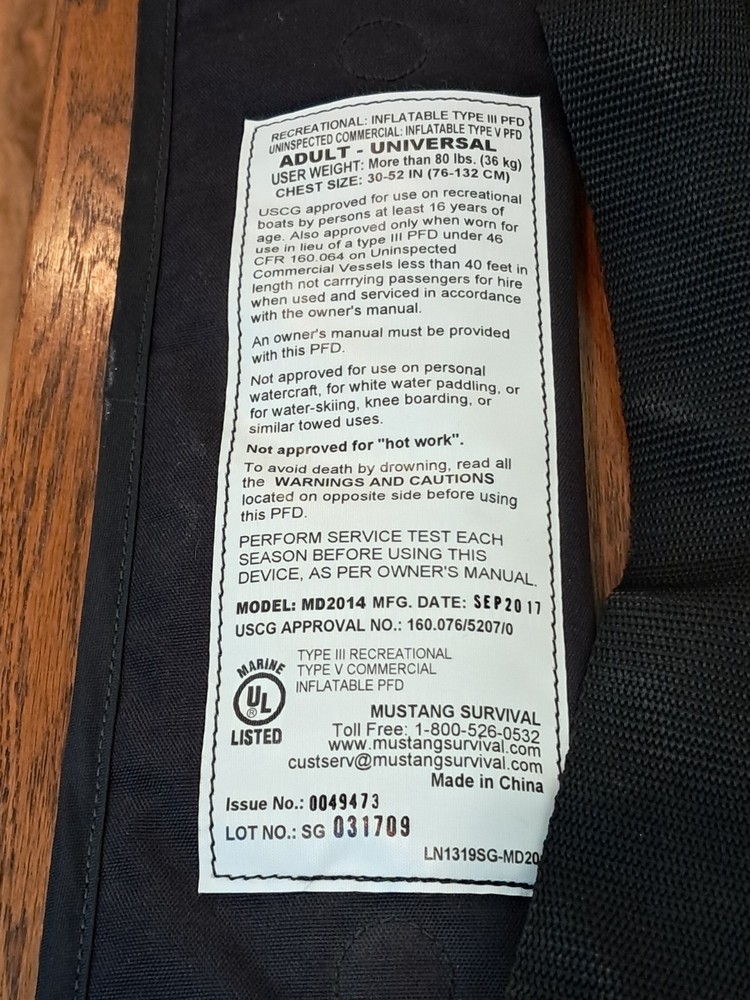 RECREATIONAL: INFLATABLE TYPE III PFD
UNINSPECTED COMMERCIAL: INFLATABLE TYPE V PFD
ADULT - UNIVERSAL
USER WEIGHT: More than 80 lbs. (36 kg)
CHEST SIZE: 30-52 IN (76-132 CM)
USCG approved for use on recreational
boats by persons at least 16 years of
age. Also approved only when worn for
use in lieu of a type III PFD under 46
CFR 160.064 on Uninspected
Commercial Vessels less than 40 feet in
length not carrying passengers for hire
when used and serviced in accordance
with the owner's manual.
An owner's manual must be provided
with this PFD.
Not approved for use on personal
watercraft, for white water paddling, or
for water-skiing, knee boarding, or
similar towed uses.
Not approved for "hot work".
To avoid death by drowning, read all
the WARNINGS AND CAUTIONS
located on opposite side before using
this PFD.
PERFORM SERVICE TEST EACH
SEASON BEFORE USING THIS
DEVICE, AS PER OWNER'S MANUAL.
MODEL: MD2014 MFG. DATE: SEP2017
USCG APPROVAL NO.: 160.076/5207/0
MARINE
UL
®
LISTED
TYPE III RECREATIONAL
TYPE V COMMERCIAL
INFLATABLE PFD
MUSTANG SURVIVAL
Toll Free: 1-800-526-0532
www.mustangsurvival.com
custserv@mustangsurvival.com
Made in China
Issue No.: 0049473
LOT NO.: SG 031709
LN1319SG-MD20